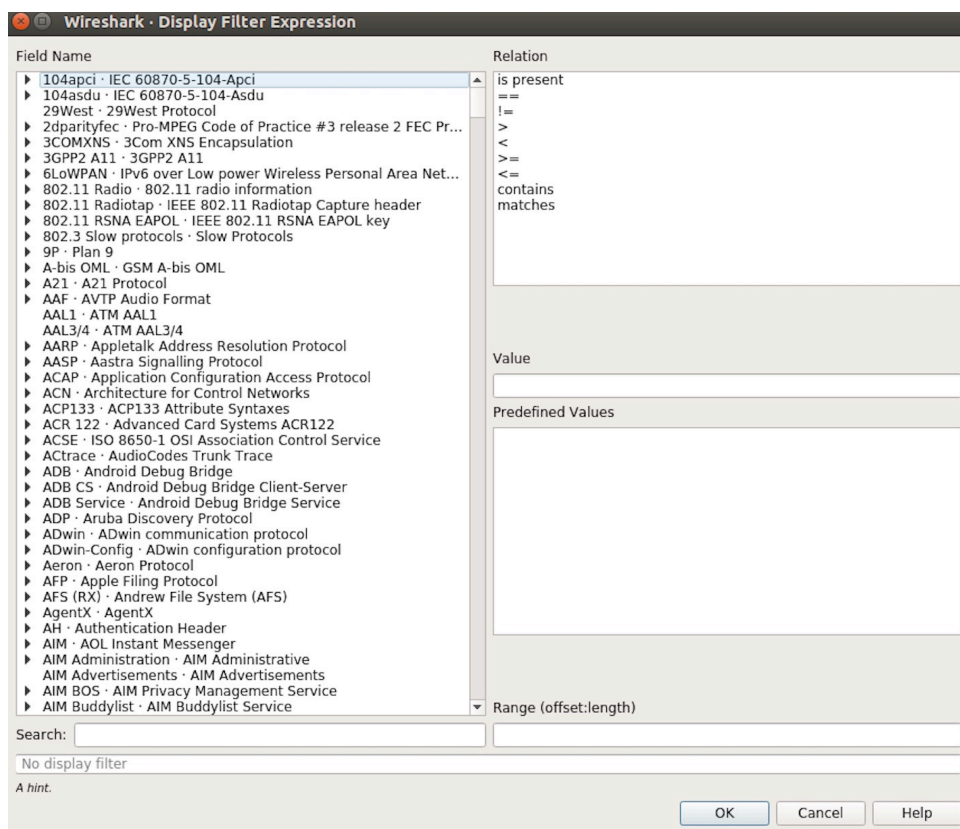 Wireshark · Display Filter Expression
Field Name
104apci · IEC 60870-5-104-Apci
104asdu · IEC 60870-5-104-Asdu
29West · 29West Protocol
2dparityfec · Pro-MPEG Code of Practice #3 release 2 FEC Pr...
3COMXNS · 3Com XNS Encapsulation
3GPP2 A11 · 3GPP2 A11
6LoWPAN · IPv6 over Low power Wireless Personal Area Net...
802.11 Radio · 802.11 radio information
802.11 Radiotap · IEEE 802.11 Radiotap Capture header
802.11 RSNA EAPOL · IEEE 802.11 RSNA EAPOL key
802.3 Slow protocols · Slow Protocols
9P · Plan 9
A-bis OML · GSM A-bis OML
A21 · A21 Protocol
AAF · AVTP Audio Format
AAL1 · ATM AAL1
AAL3/4 · ATM AAL3/4
AARP · Appletalk Address Resolution Protocol
AASP · Aastra Signalling Protocol
ACAP · Application Configuration Access Protocol
ACN · Architecture for Control Networks
ACP133 · ACP133 Attribute Syntaxes
ACR 122 · Advanced Card Systems ACR122
ACSE · ISO 8650-1 OSI Association Control Service
ACtrace · AudioCodes Trunk Trace
ADB · Android Debug Bridge
ADB CS · Android Debug Bridge Client-Server
ADB Service · Android Debug Bridge Service
ADP · Aruba Discovery Protocol
ADwin · ADwin communication protocol
ADwin-Config · ADwin configuration protocol
Aeron · Aeron Protocol
AFP · Apple Filing Protocol
AFS (RX) · Andrew File System (AFS)
AgentX · AgentX
AH · Authentication Header
AIM · AOL Instant Messenger
AIM Administration · AIM Administrative
AIM Advertisements · AIM Advertisements
AIM BOS · AIM Privacy Management Service
AIM Buddylist · AIM Buddylist Service
Search:
Relation
is present
==
!=
>
<
>=
<=
contains
matches
Value
Predefined Values
Range (offset:length)
No display filter
A hint.
OK
Cancel
Help